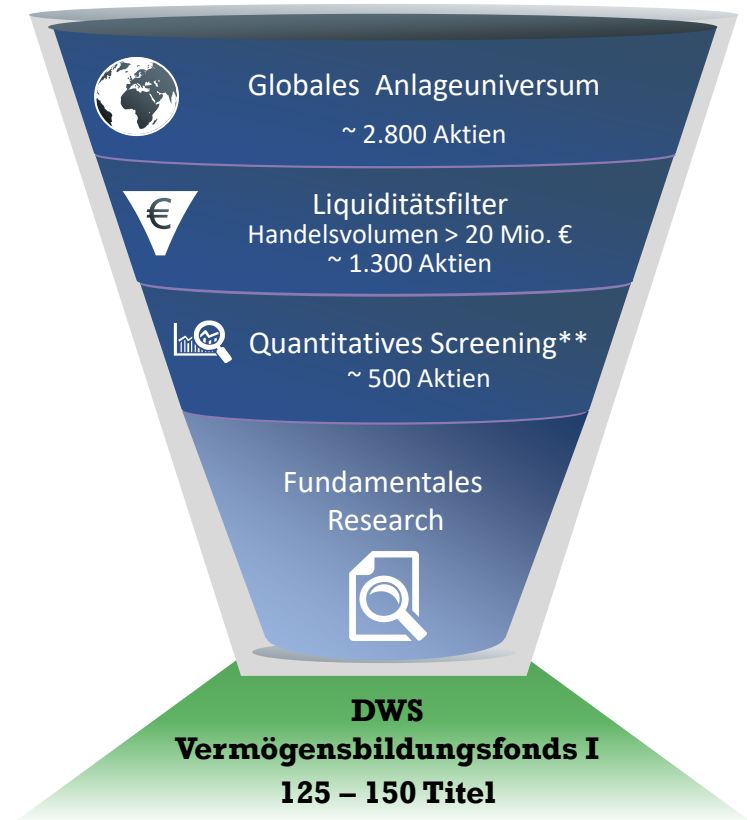 Globales Anlageuniversum
~ 2.800 Aktien
€
Liquiditätsfilter
Handelsvolumen > 20 Mio. €
~ 1.300 Aktien
Quantitatives Screening**
~ 500 Aktien
Fundamentales
Research
DWS
Vermögensbildungsfonds I
125 – 150 Titel